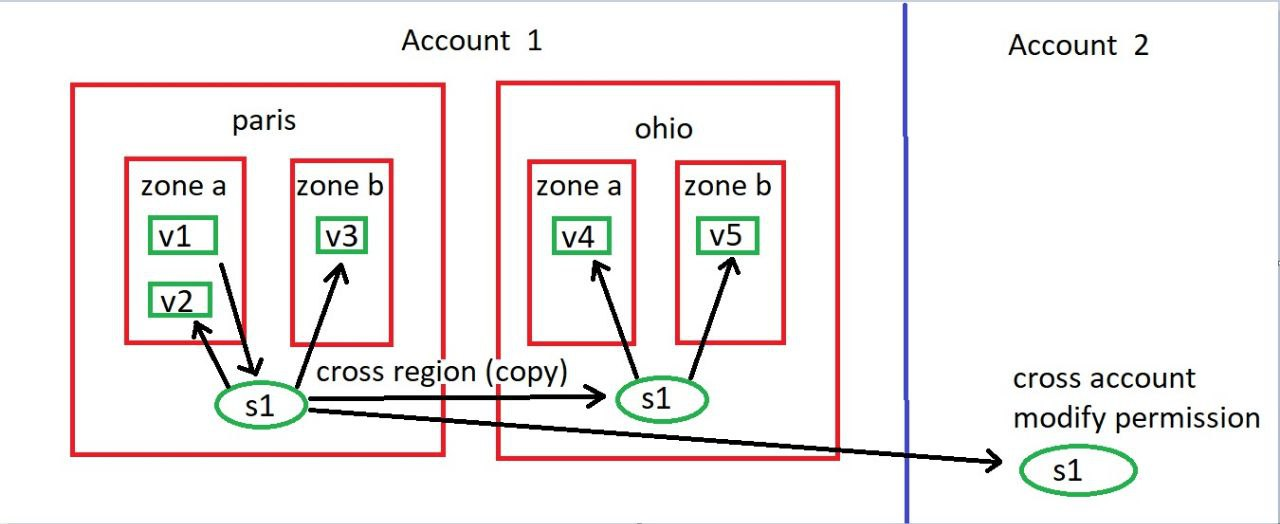 Account 1
Account 2
paris
ohio
zone a
zone b
zone a
zone b
v1
v3
v4
v5
v2
cross region (copy)
s1
s1
cross account
modify permission
s1